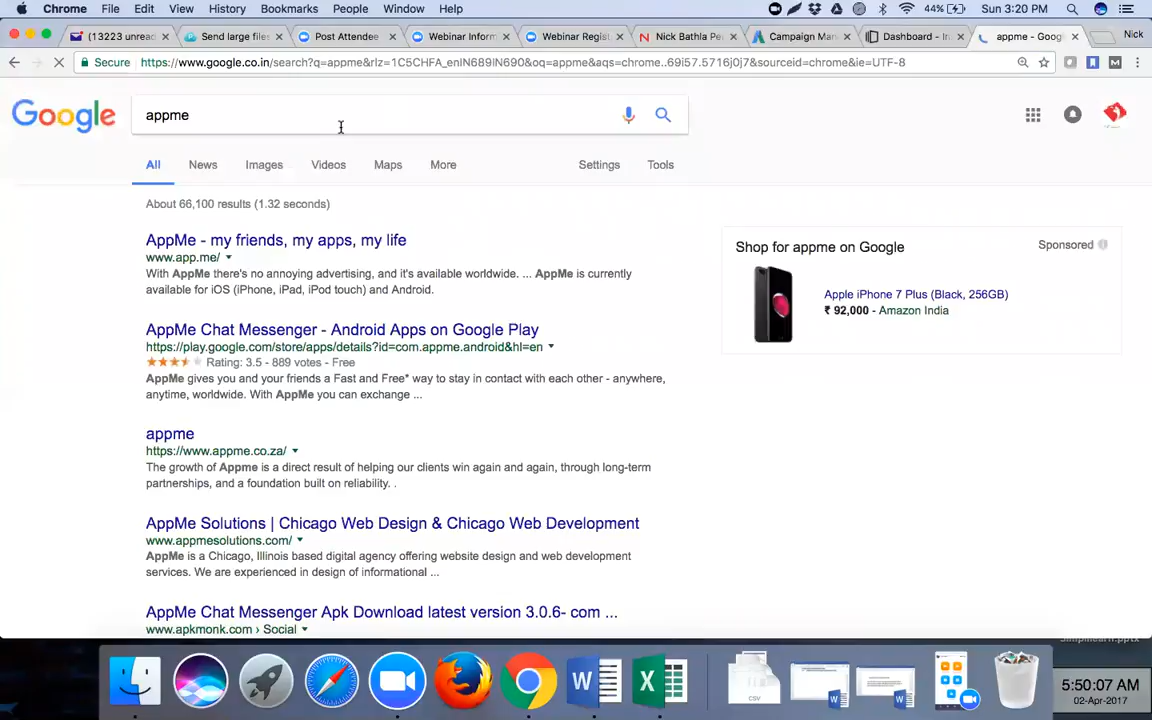 Chrome File Edit View History Bookmarks People Window Help 44% Sun 3:20 PM
(13223 unread Send large files Post Attendee Webinar Inform Webinar Regist Nick Bathla Pe Campaign Man Dashboard - In appme - Goog Nick
Secure https://www.google.co.in/search?q=appme&rlz=1C5CHFA_enIN689IN690&oq=appme&aqs=chrome..69i57.5716j0j7&sourceid=chrome&ie=UTF-8
Google appme
All News Images Videos Maps More Settings Tools
About 66,100 results (1.32 seconds)
AppMe - my friends, my apps, my life
www.app.me/
With AppMe there's no annoying advertising, and it's available worldwide. ... AppMe is currently
available for iOS (iPhone, iPad, iPod touch) and Android.
AppMe Chat Messenger - Android Apps on Google Play
https://play.google.com/store/apps/details?id=com.appme.android&hl=en
Rating: 3.5 - 889 votes - Free
AppMe gives you and your friends a Fast and Free* way to stay in contact with each other - anywhere,
anytime, worldwide. With AppMe you can exchange ...
appme
https://www.appme.co.za/
The growth of Appme is a direct result of helping our clients win again and again, through long-term
partnerships, and a foundation built on reliability. .
AppMe Solutions | Chicago Web Design & Chicago Web Development
www.appmesolutions.com/
AppMe is a Chicago, Illinois based digital agency offering website design and web development
services. We are experienced in design of informational ...
AppMe Chat Messenger Apk Download latest version 3.0.6- com ...
www.apkmonk.com › Social
Shop for appme on Google Sponsored
Apple iPhone 7 Plus (Black, 256GB)
₹ 92,000 - Amazon India
CSV
5:50:07 AM
02-Apr-2017